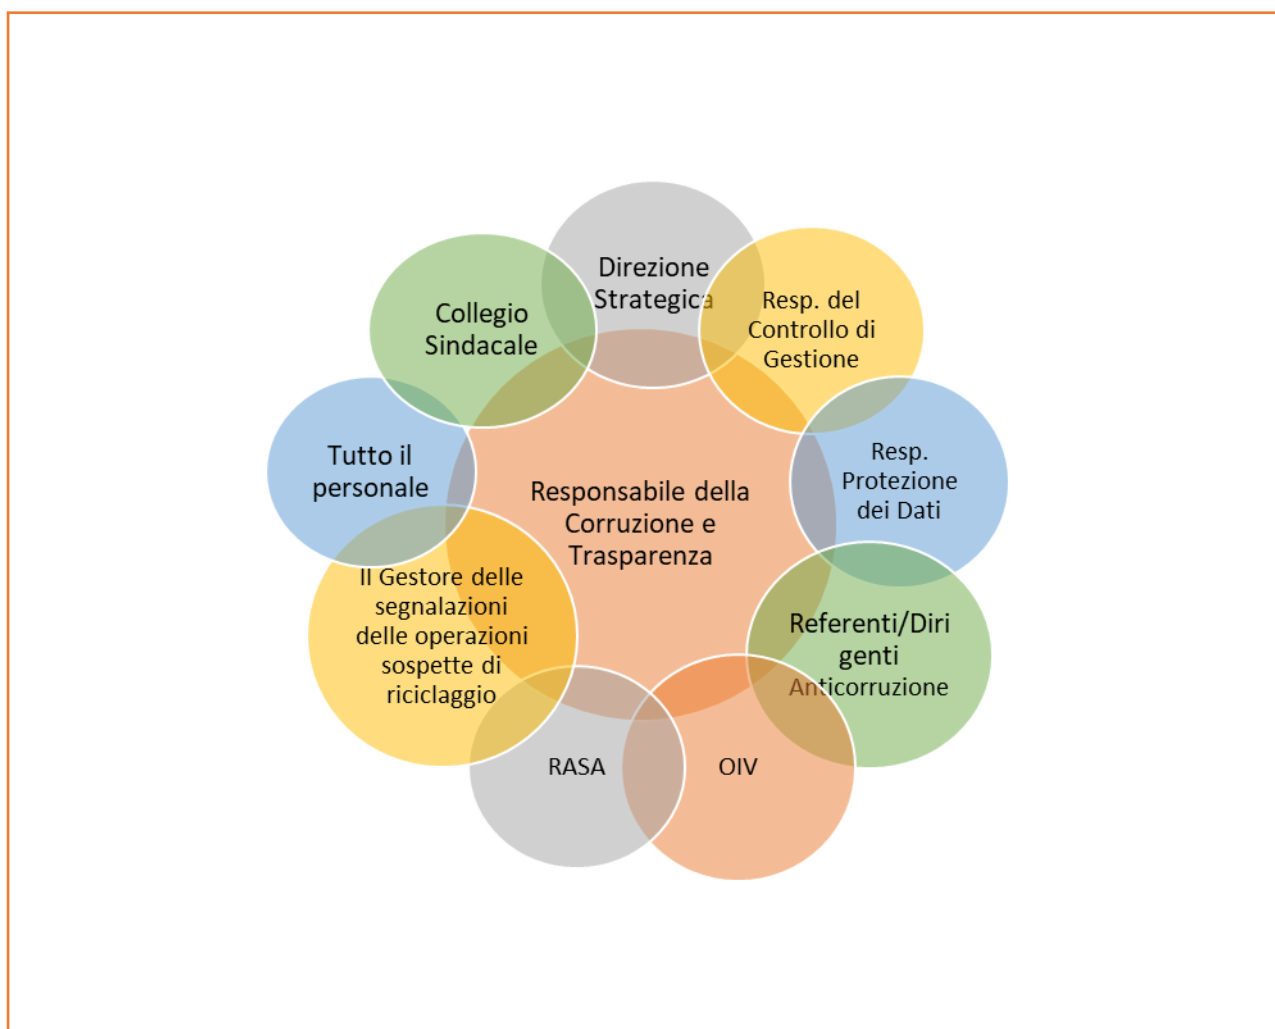 Direzione
Strategica
Resp. del
Controllo di
Gestione
Collegio
Sindacale
Resp.
Protezione
dei Dati
Tutto il
personale
Responsabile della
Corruzione e
Trasparenza
Il Gestore delle
segnalazioni
delle operazioni
sospette di
riciclaggio
Referenti/Diri
genti
Anticorruzione
RASA
OIV